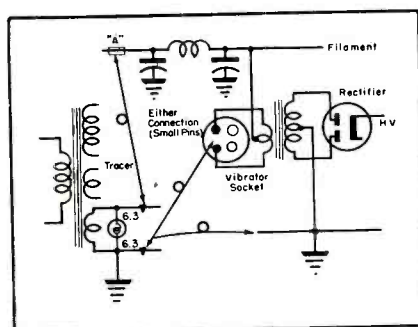 "A"
Filament
Rectifier
HV
Either
Connection
(Small Pins)
Tracer
Vibrator
Socket
6.3
6.3